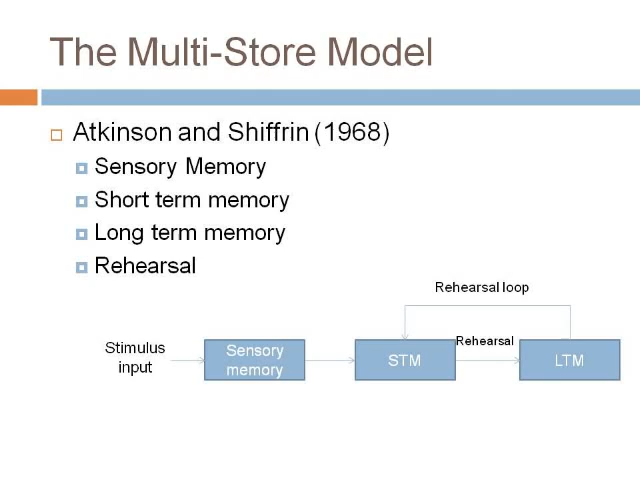 The Multi-Store Model
Atkinson and Shiffrin (1968)
Sensory Memory
Short term memory
Long term memory
Rehearsal
Rehearsal loop
Stimulus
input
Sensory
memory
STM
Rehearsal
LTM